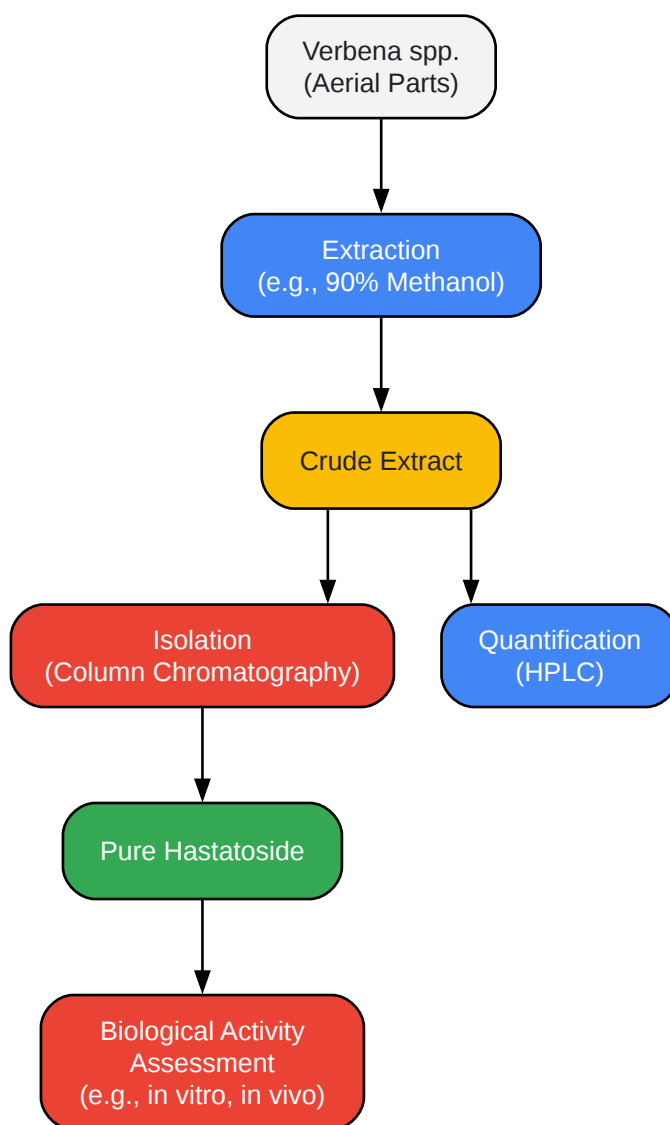 Verbena spp.
(Aerial Parts)
Extraction
(e.g., 90% Methanol)
Crude Extract
Isolation
(Column Chromatography)
Quantification
(HPLC)
Pure Hastatoside
Biological Activity
Assessment
(e.g., in vitro, in vivo)